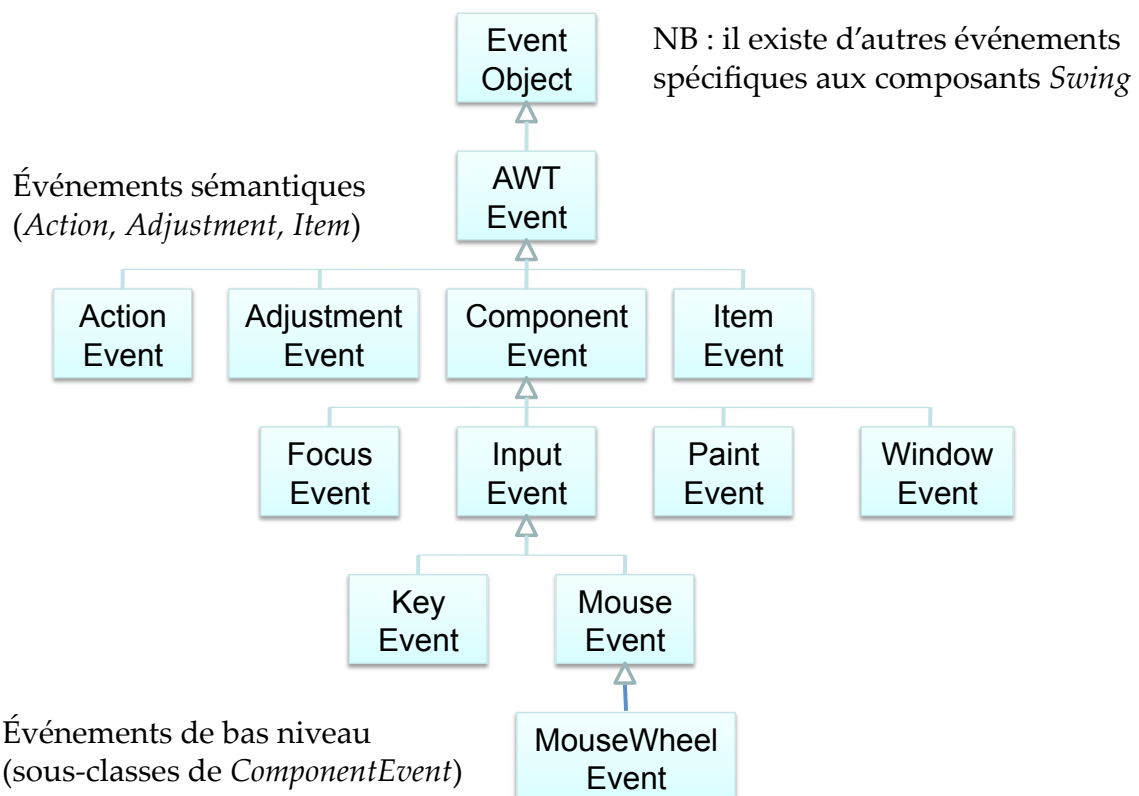 Event
Object
NB : il existe d’autres événements
spécifiques aux composants Swing
AWT
Event
Événements sémantiques
(Action, Adjustment, Item)
Action
Event
Adjustment
Event
Component
Event
Item
Event
Focus
Event
Input
Event
Paint
Event
Window
Event
Key
Event
Mouse
Event
Événements de bas niveau
(sous-classes de ComponentEvent)
MouseWheel
Event